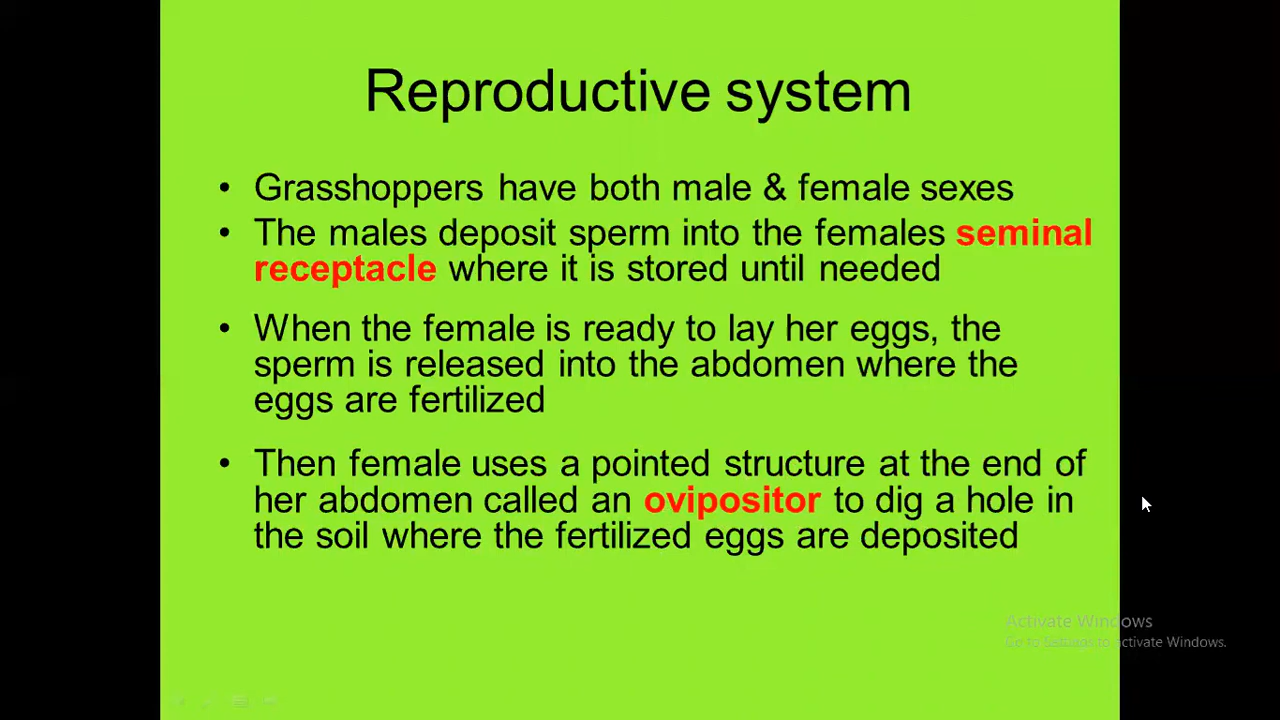 Reproductive system
• Grasshoppers have both male & female sexes
• The males deposit sperm into the females seminal
receptacle where it is stored until needed
• When the female is ready to lay her eggs, the
sperm is released into the abdomen where the
eggs are fertilized
• Then female uses a pointed structure at the end of
her abdomen called an ovipositor to dig a hole in
the soil where the fertilized eggs are deposited
Activate Windows
Go to Settings to activate Windows.